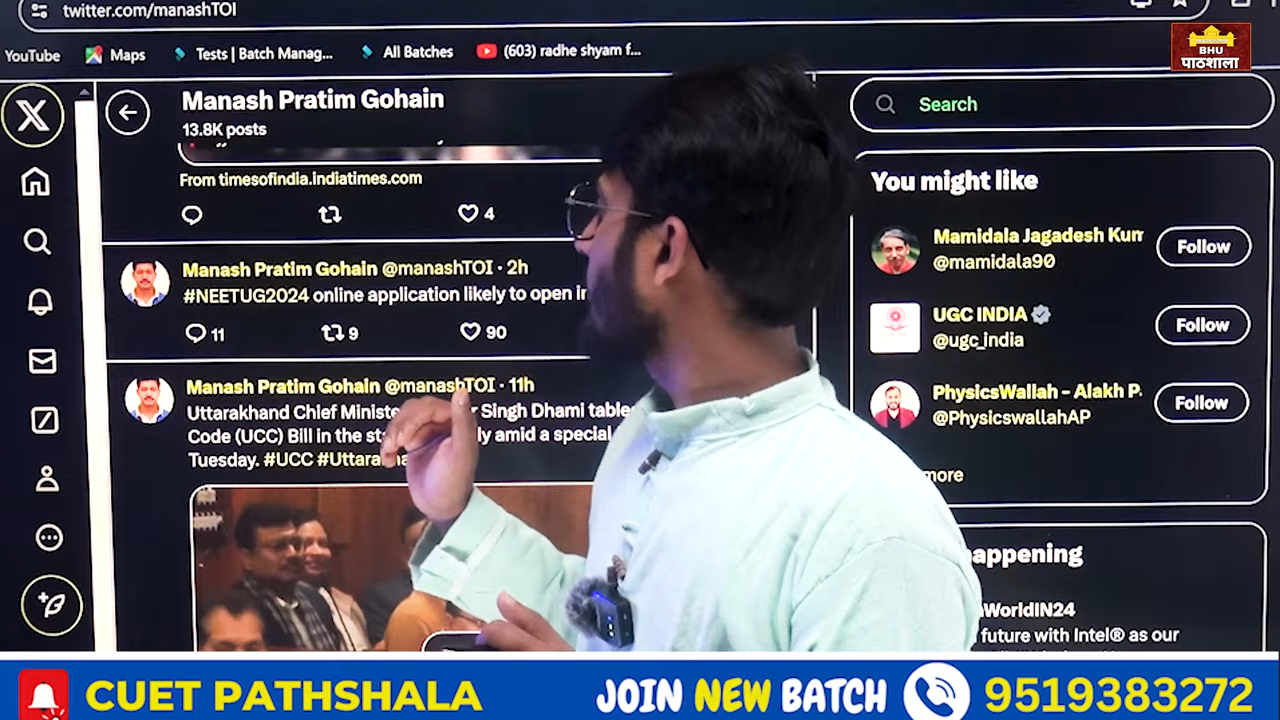 twitter.com/manashTOI
YouTube
Maps
Tests | Batch Manag...
All Batches
(603) radhe shyam f...
BHU
पाठशाला
Manash Pratim Gohain
13.8K posts
From timesofindia.indiatimes.com
4
Manash Pratim Gohain @manashTOI · 2h
#NEETUG2024 online application likely to open in
11
9
90
Manash Pratim Gohain @manashTOI · 11h
Uttarakhand Chief Ministe r Singh Dhami table
Code (UCC) Bill in the st ly amid a special
Tuesday. #UCC #Uttara
Search
You might like
Mamidala Jagadesh Kum
@mamidala90
Follow
UGC INDIA
@ugc_india
Follow
PhysicsWallah - Alakh P.
@PhysicswallahAP
Follow
more
happening
WorldIN24
future with Intel® as our
CUET PATHSHALA
JOIN NEW BATCH
9519383272